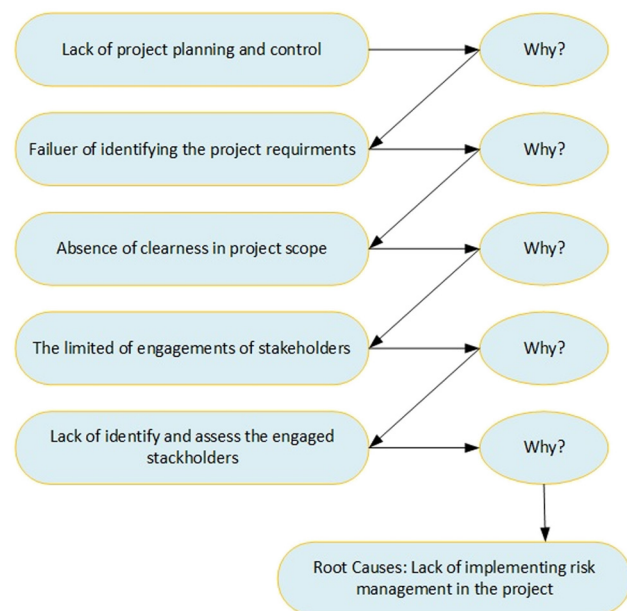 Lack of project planning and control
Why?
Failuer of identifying the project requirments
Why?
Absence of clearness in project scope
Why?
The limited of engagements of stakeholders
Why?
Lack of identify and assess the engaged
stackholders
Why?
Root Causes: Lack of implementing risk
management in the project